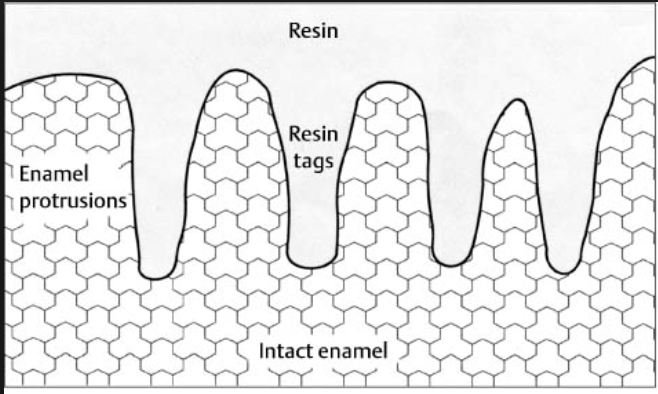 Resin
Resin
tags
Enamel
protrusions
Intact enamel